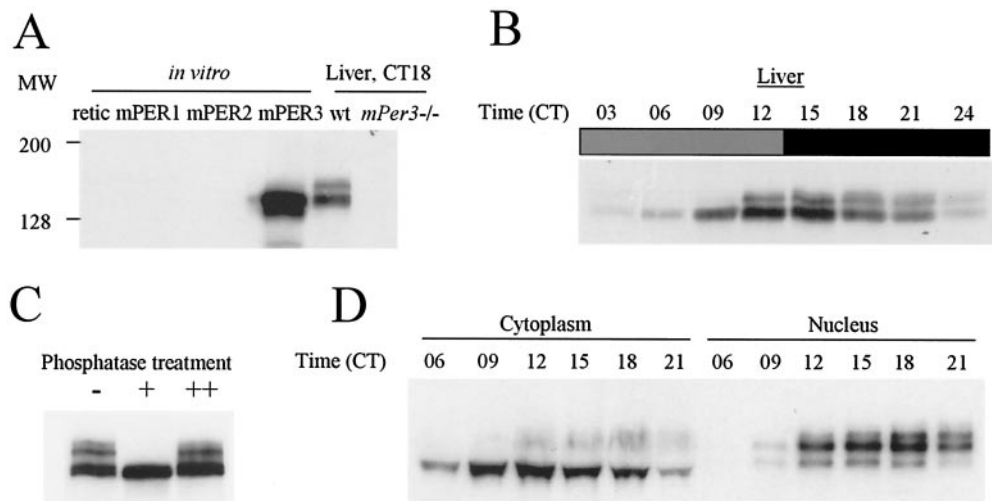 A
in vitro
Liver, CT18
MW
retic mPER1 mPER2 mPER3 wt mPer3-/-
200
128
B
Liver
Time (CT) 03 06 09 12 15 18 21 24
C
Phosphatase treatment
- + ++
D
Cytoplasm
Nucleus
Time (CT) 06 09 12 15 18 21 06 09 12 15 18 21